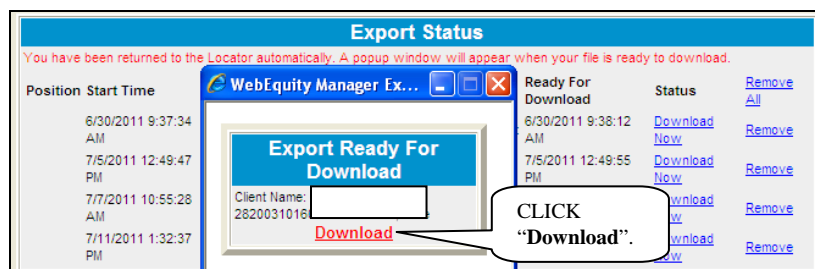 Export Status
You have been returned to the Locator automatically. A popup window will appear when your file is ready to download.
Position Start Time
Ready For
Download
Status
Remove
All
WebEquity Manager Ex...
6/30/2011 9:37:34
AM
6/30/2011 9:38:12
AM
Download
Now
Remove
7/5/2011 12:49:47
PM
7/5/2011 12:49:55
PM
Download
Now
Remove
7/7/2011 10:55:28
AM
Remove
7/11/2011 1:32:37
PM
Remove
Export Ready For
Download
Client Name:
2820031016
Download
CLICK
“Download”.